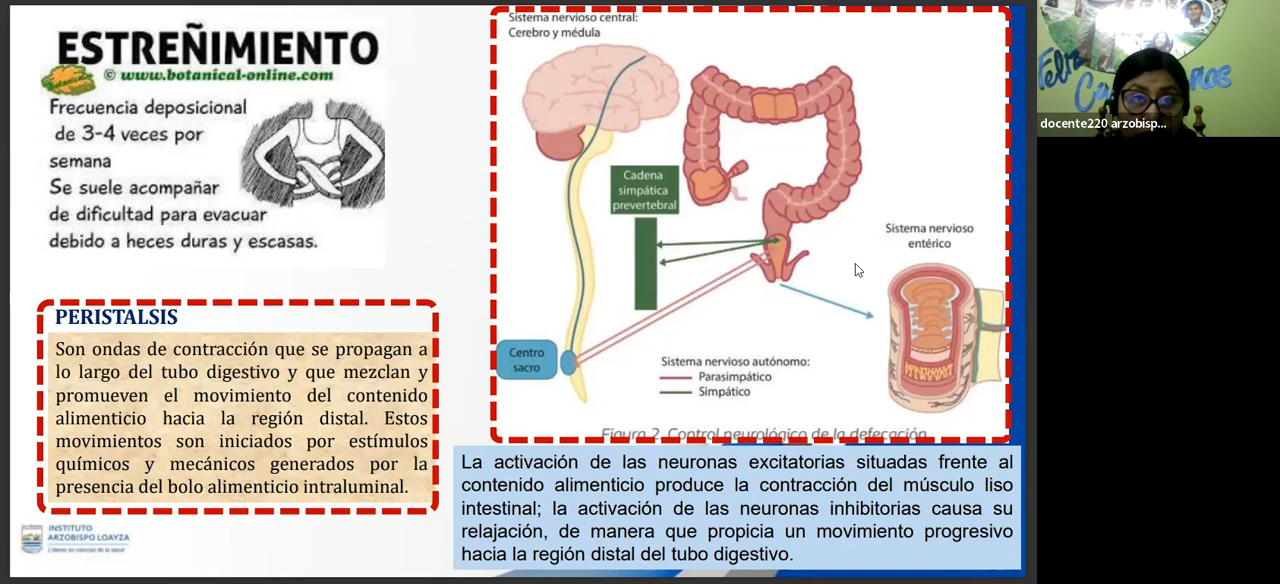 ESTREÑIMIENTO
© www.botanical-online.com
Frecuencia deposicional
de 3-4 veces por
semana
Se suele acompañar
de dificultad para evacuar
debido a heces duras y escasas.
PERISTALSIS
Son ondas de contracción que se propagan a
lo largo del tubo digestivo y que mezclan y
promueven el movimiento del contenido
alimenticio hacia la región distal. Estos
movimientos son iniciados por estímulos
químicos y mecánicos generados por la
presencia del bolo alimenticio intraluminal.
INSTITUTO
ARZOBISPO LOAYZA
Líderes en ciencias de la salud
Sistema nervioso central:
Cerebro y médula
Cadena
simpática
prevertebral
Sistema nervioso
entérico
Centro
sacro
Sistema nervioso autónomo:
Parasimpático
Simpático
Figura 2. Control neurológico de la defecación
La activación de las neuronas excitatorias situadas frente al
contenido alimenticio produce la contracción del músculo liso
intestinal; la activación de las neuronas inhibitorias causa su
relajación, de manera que propicia un movimiento progresivo
hacia la región distal del tubo digestivo.
Feliz
docente220 arzobisp...